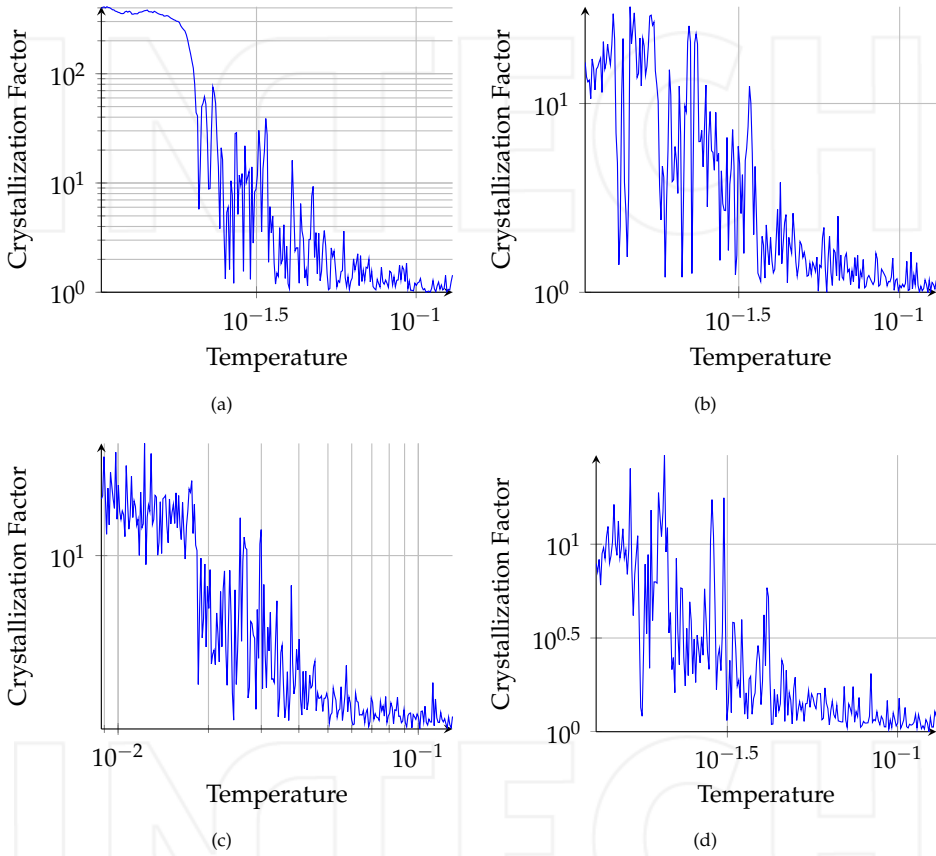 Crystallization Factor
10^2
10^1
10^0
10^-1.5
10^-1
Temperature
(a)
Crystallization Factor
10^1
10^0
10^-1.5
10^-1
Temperature
(b)
Crystallization Factor
10^1
10^-2
10^-1
Temperature
(c)
Crystallization Factor
10^1
10^0.5
10^0
10^-1.5
10^-1
Temperature
(d)
INTECH
INTECH